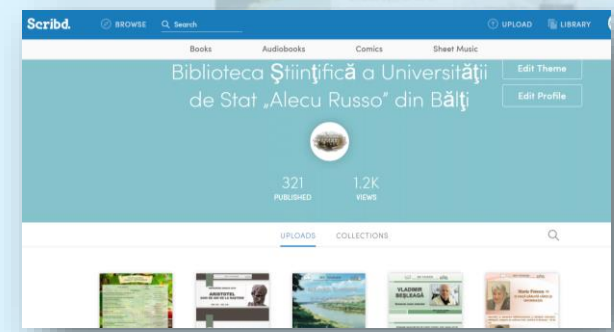 Scribd. BROWSE Search UPLOAD LIBRARY
Books Audiobooks Comics Sheet Music
Biblioteca Ştiinţifică a Universităţii
de Stat „Alecu Russo” din Bălţi
Edit Theme
Edit Profile
321 1.2K
PUBLISHED VIEWS
UPLOADS COLLECTIONS
ARISTOTEL
VLADIMIR
BEŞLEAGĂ